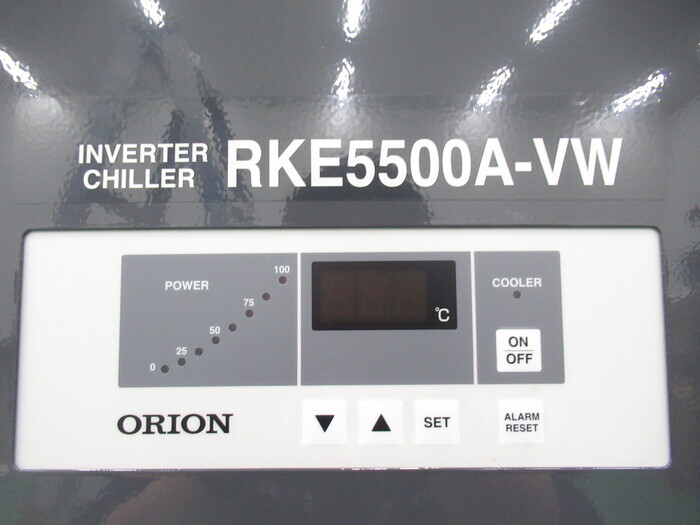 INVERTER
CHILLER
RKE5500A-VW
POWER
0
25
50
75
100
℃
COOLER
ON
OFF
ORION
▼
▲
SET
ALARM
RESET